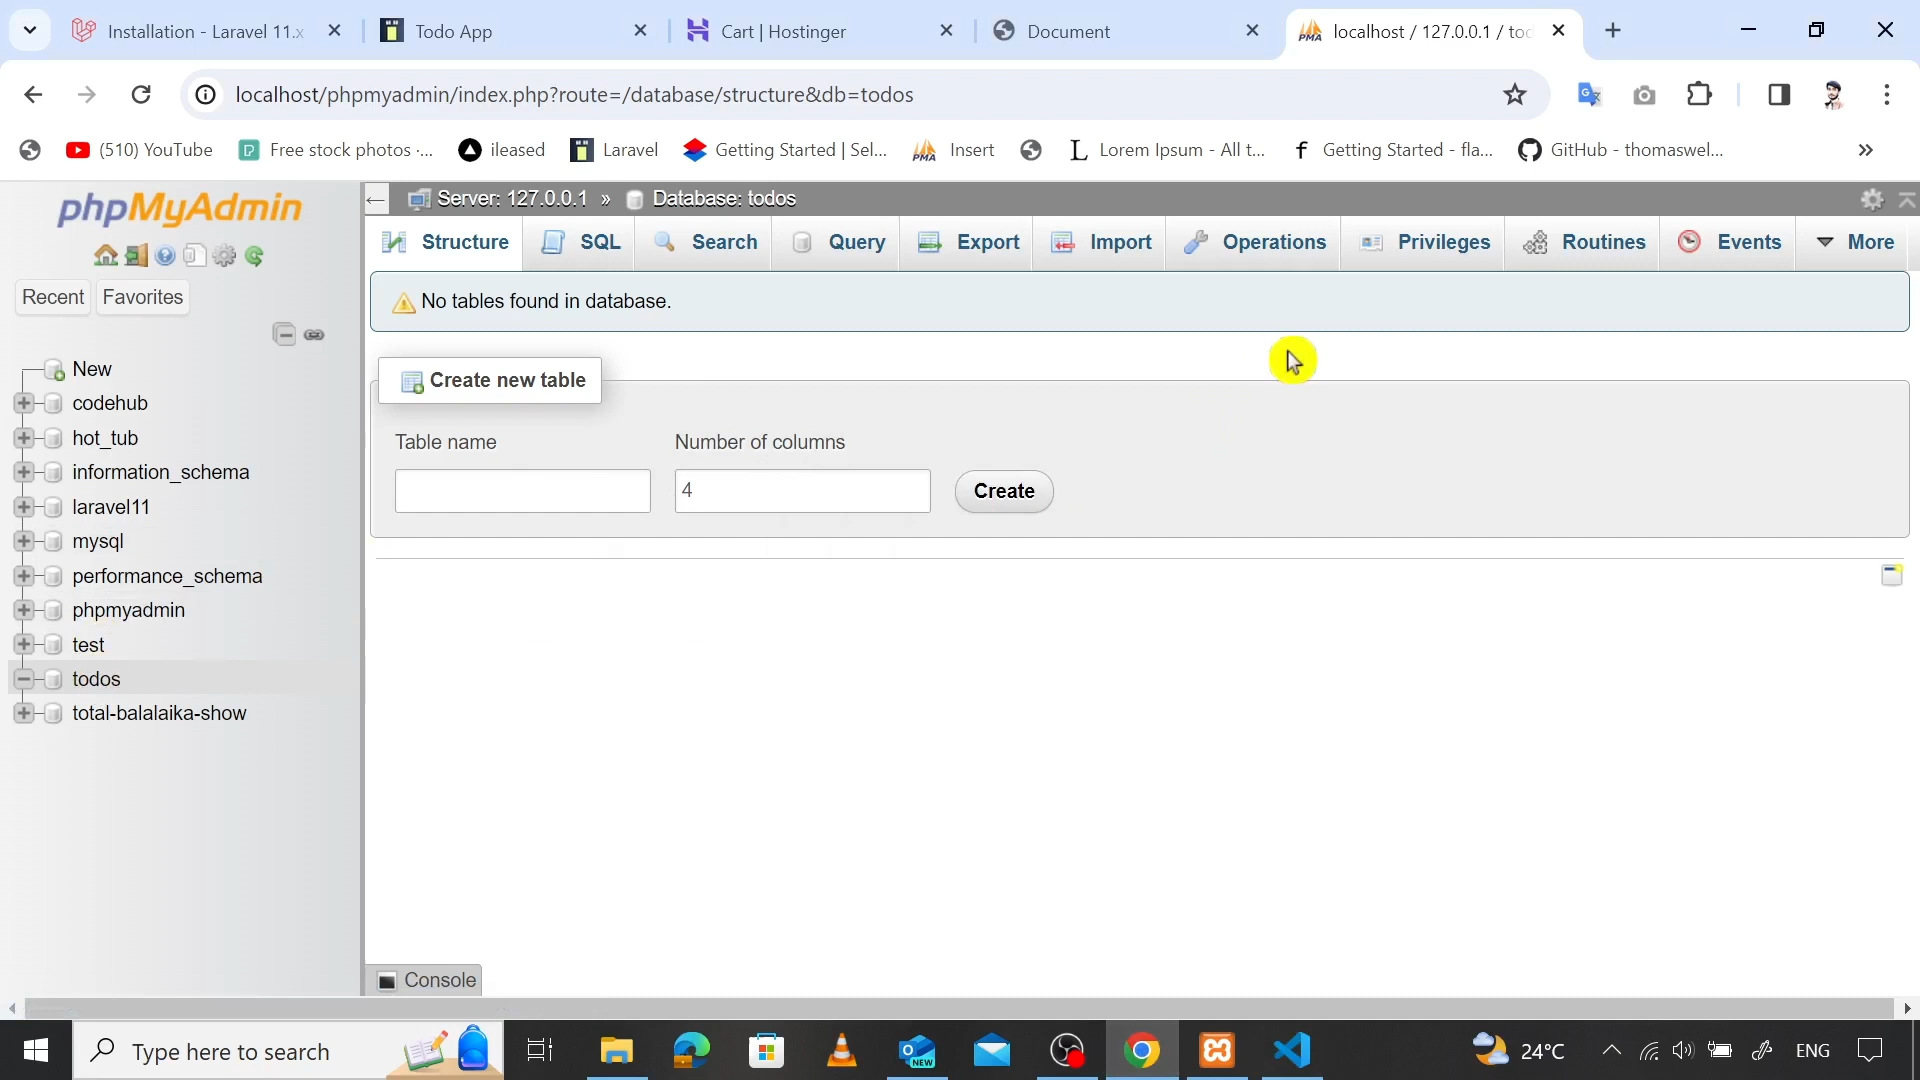 Installation - Laravel 11.x
Todo App
Cart | Hostinger
Document
localhost / 127.0.0.1 / tod
localhost/phpmyadmin/index.php?route=/database/structure&db=todos
(510) YouTube
Free stock photos ·...
ileased
Laravel
Getting Started | Sel...
Insert
Lorem Ipsum - All t...
Getting Started - fla...
GitHub - thomaswel...
phpMyAdmin
Recent
Favorites
New
codehub
hot_tub
information_schema
laravel11
mysql
performance_schema
phpmyadmin
test
todos
total-balalaika-show
Server: 127.0.0.1 » Database: todos
Structure
SQL
Search
Query
Export
Import
Operations
Privileges
Routines
Events
More
No tables found in database.
Create new table
Table name
Number of columns
4
Create
Console
Type here to search
NEW
24°C
ENG